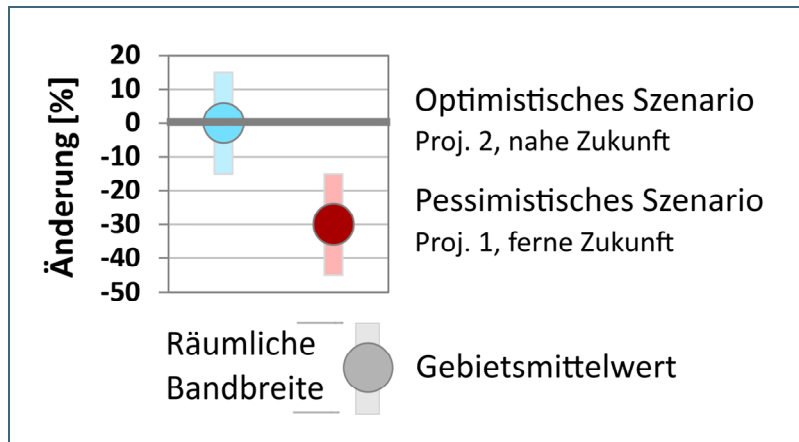 Änderung [%]
20
10
0
-10
-20
-30
-40
-50
Optimistisches Szenario
Proj. 2, nahe Zukunft
Pessimistisches Szenario
Proj. 1, ferne Zukunft
Räumliche
Bandbreite
Gebietsmittelwert